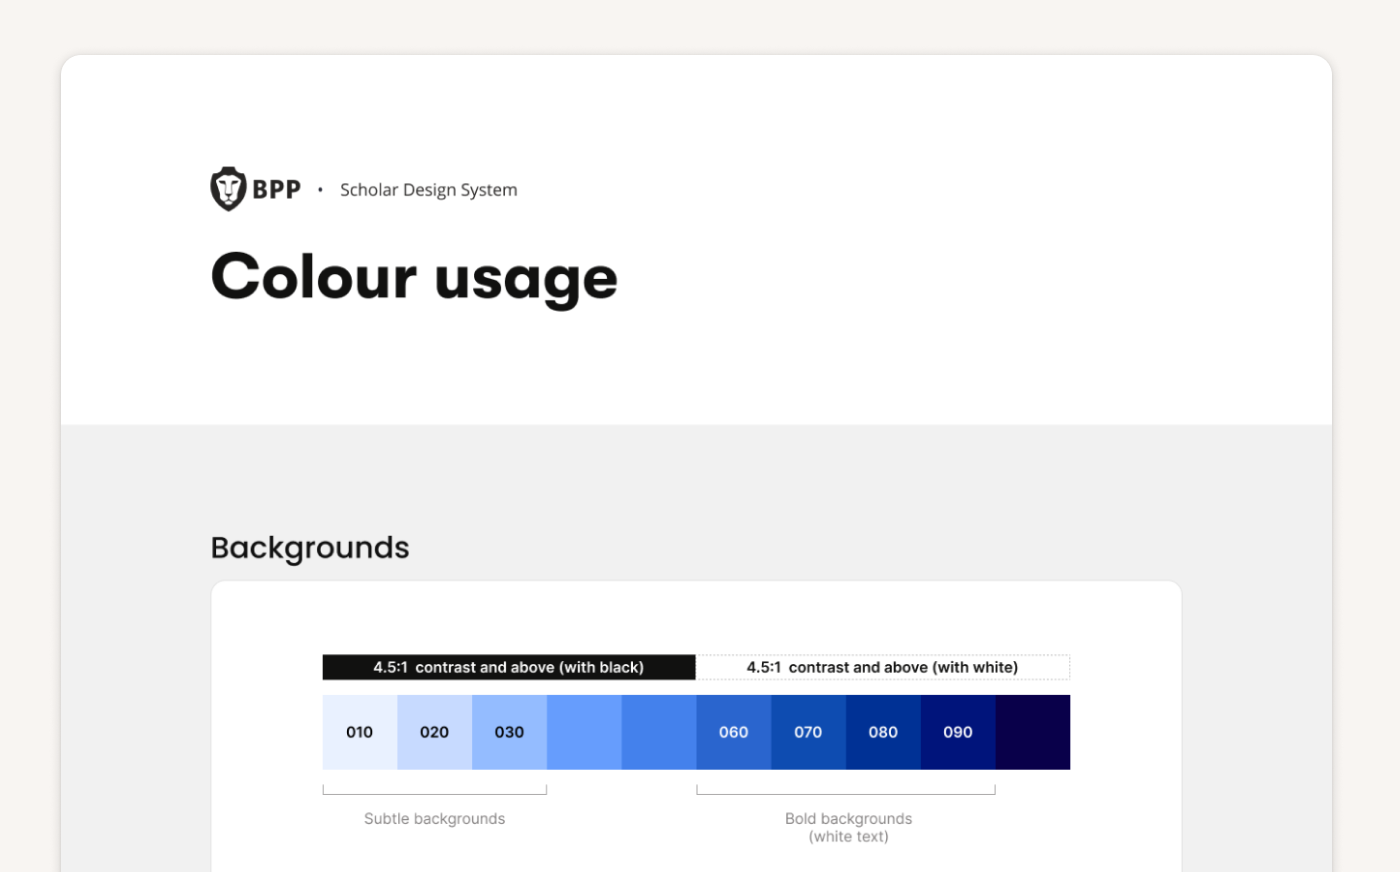 BPP • Scholar Design System
Colour usage
Backgrounds
4.5:1 contrast and above (with black)
4.5:1 contrast and above (with white)
010 020 030 060 070 080 090
Subtle backgrounds
Bold backgrounds
(white text)